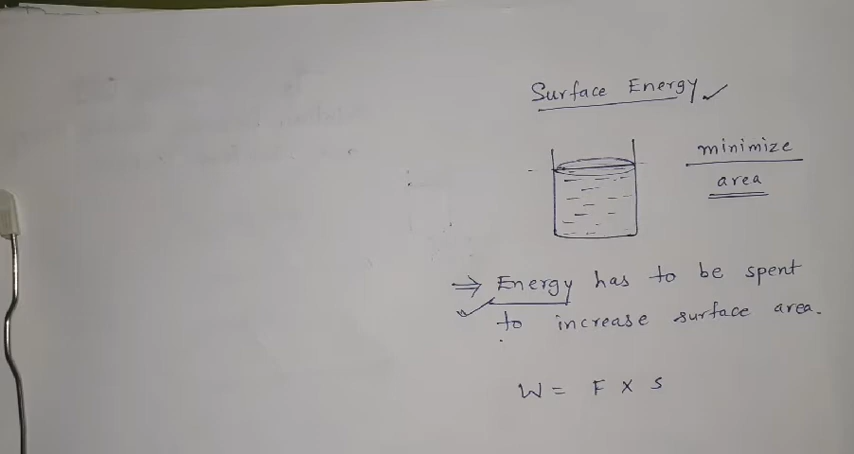 Surface Energy
minimize
area
⇒ Energy has to be spent
to increase surface area.
W = F × s